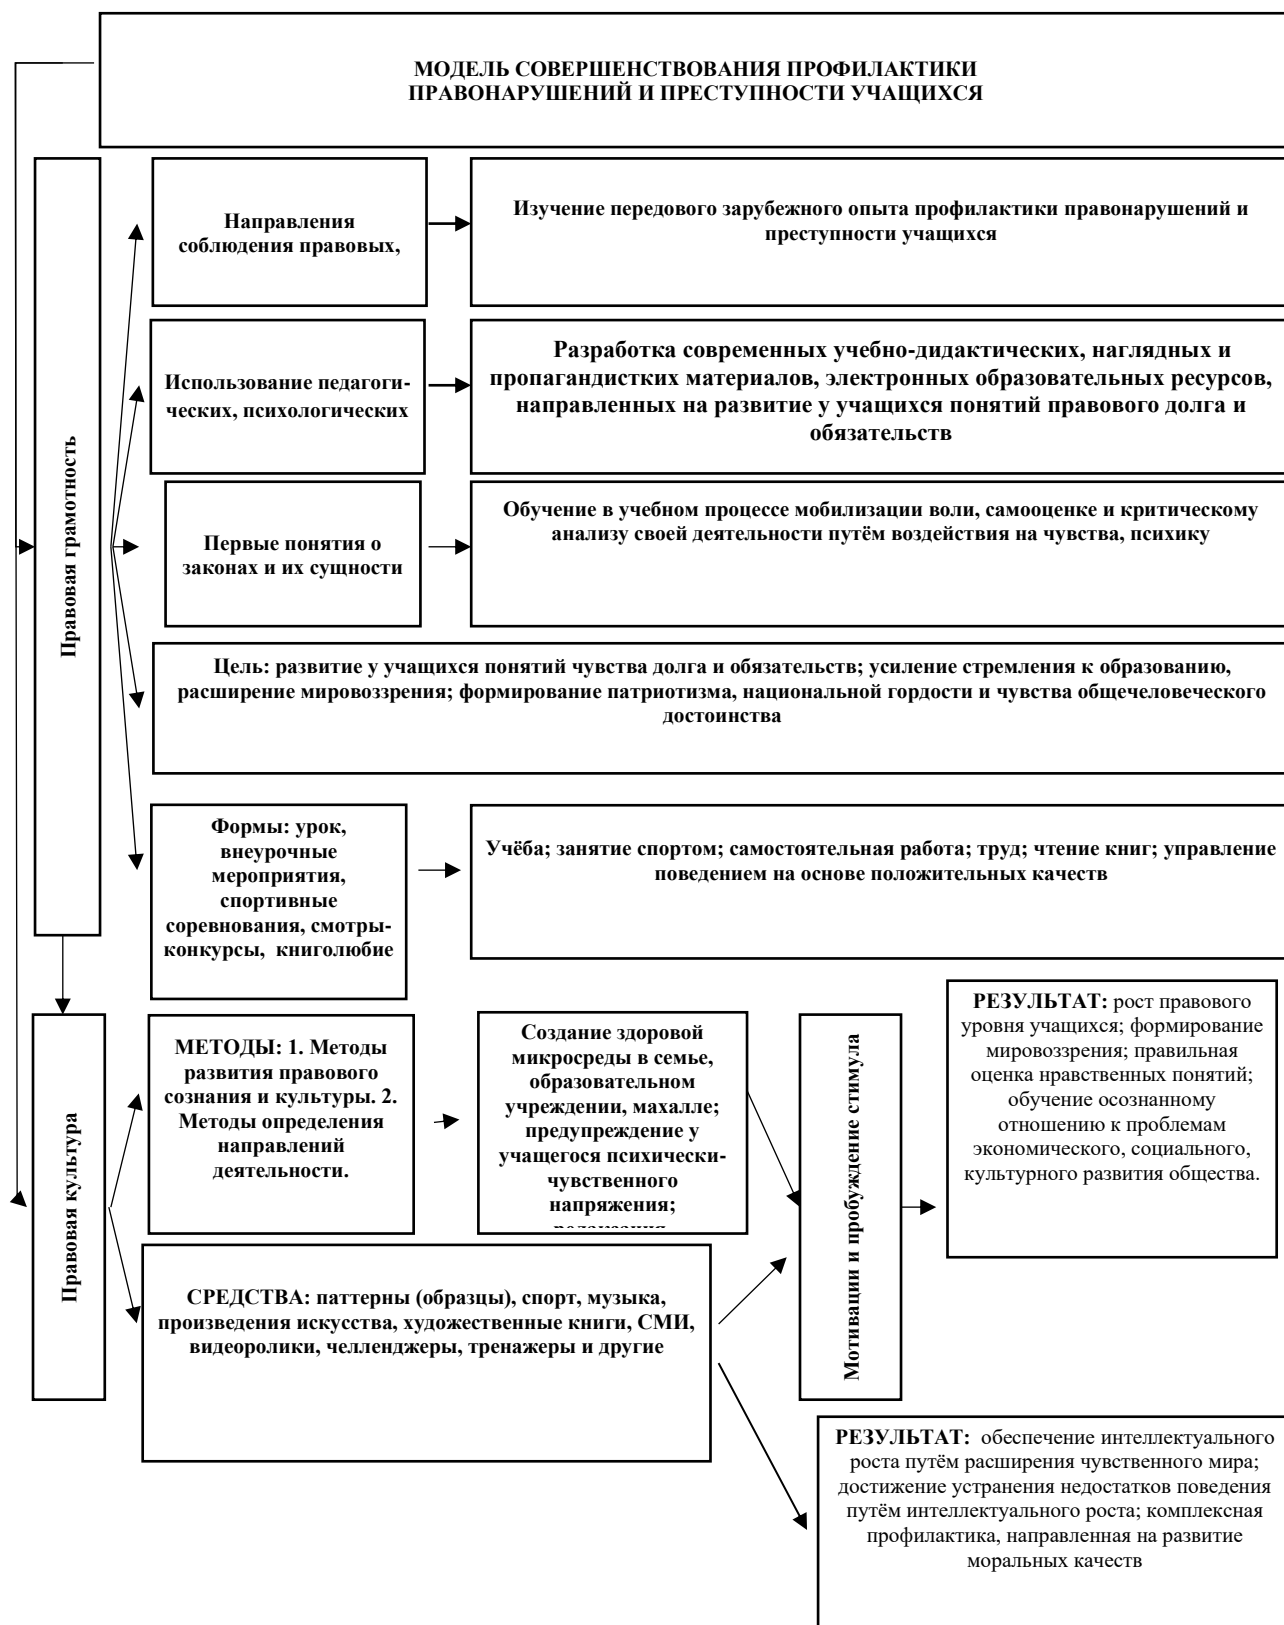 МОДЕЛЬ СОВЕРШЕНСТВОВАНИЯ ПРОФИЛАКТИКИ
ПРАВОНАРУШЕНИЙ И ПРЕСТУПНОСТИ УЧАЩИХСЯ
Правовая грамотность
Направления
соблюдения правовых,
Изучение передового зарубежного опыта профилактики правонарушений и
преступности учащихся
Использование педагоги-
ческих, психологических
Разработка современных учебно-дидактических, наглядных и
пропагандистких материалов, электронных образовательных ресурсов,
направленных на развитие у учащихся понятий правового долга и
обязательств
Первые понятия о
законах и их сущности
Обучение в учебном процессе мобилизации воли, самооценке и критическому
анализу своей деятельности путём воздействия на чувства, психику
Цель: развитие у учащихся понятий чувства долга и обязательств; усиление стремления к образованию,
расширение мировоззрения; формирование патриотизма, национальной гордости и чувства общечеловеческого
достоинства
Формы: урок,
внеурочные
мероприятия,
спортивные
соревнования, смотры-
конкурсы, книголюбие
Учёба; занятие спортом; самостоятельная работа; труд; чтение книг; управление
поведением на основе положительных качеств
Правовая культура
МЕТОДЫ: 1. Методы
развития правового
сознания и культуры. 2.
Методы определения
направлений
деятельности.
Создание здоровой
микросреды в семье,
образовательном
учреждении, махалле;
предупреждение у
учащегося психически-
чувственного
напряжения;
СРЕДСТВА: паттерны (образцы), спорт, музыка,
произведения искусства, художественные книги, СМИ,
видеоролики, челленджеры, тренажеры и другие
Мотивации и пробуждение стимула
РЕЗУЛЬТАТ: рост правового
уровня учащихся; формирование
мировоззрения; правильная
оценка нравственных понятий;
обучение осознанному
отношению к проблемам
экономического, социального,
культурного развития общества.
РЕЗУЛЬТАТ: обеспечение интеллектуального
роста путём расширения чувственного мира;
достижение устранения недостатков поведения
путём интеллектуального роста; комплексная
профилактика, направленная на развитие
моральных качеств